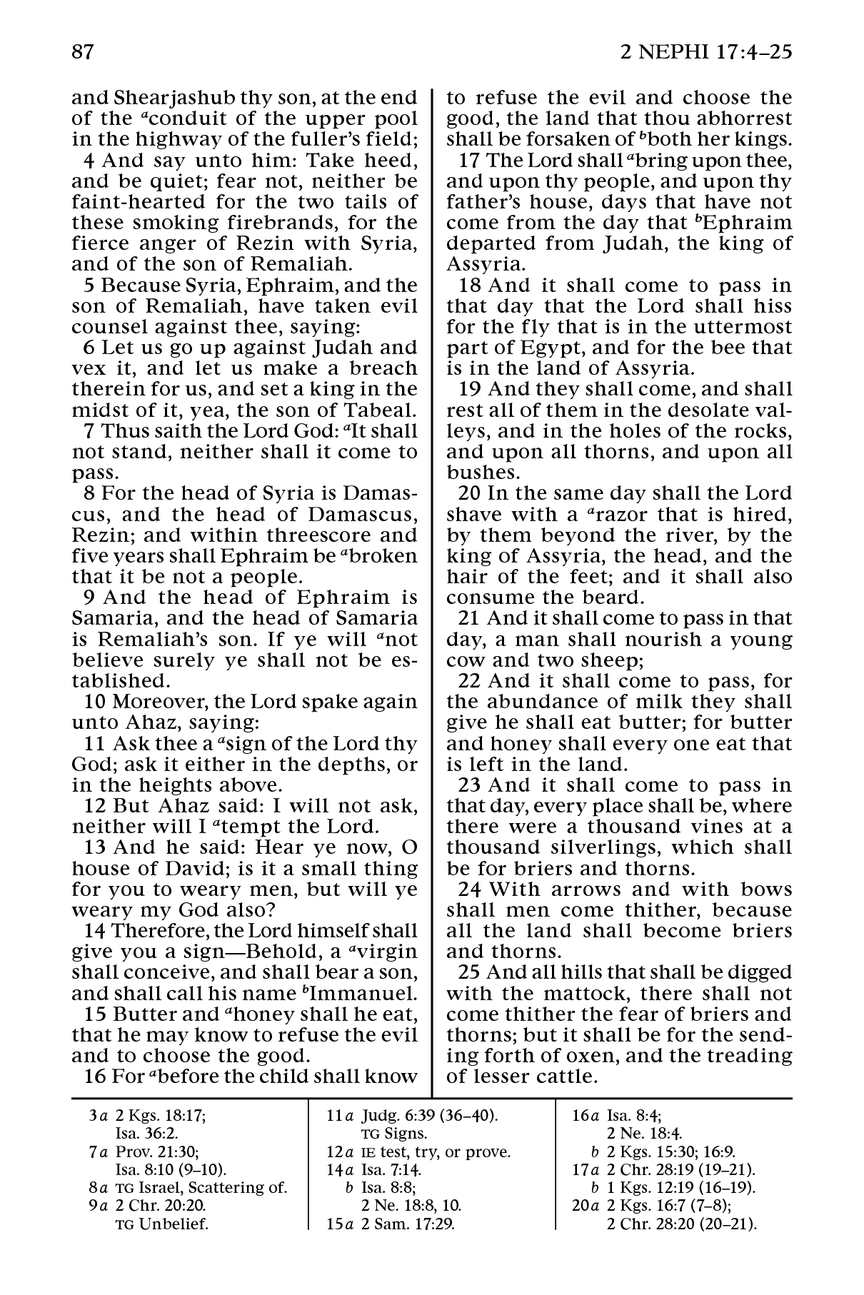 87
2 NEPHI 17:4–25
and Shearjashub thy son, at the end
of the aconduit of the upper pool
in the highway of the fuller’s field;
4 And say unto him: Take heed,
and be quiet; fear not, neither be
faint-hearted for the two tails of
these smoking firebrands, for the
fierce anger of Rezin with Syria,
and of the son of Remaliah.
5 Because Syria, Ephraim, and the
son of Remaliah, have taken evil
counsel against thee, saying:
6 Let us go up against Judah and
vex it, and let us make a breach
therein for us, and set a king in the
midst of it, yea, the son of Tabeal.
7 Thus saith the Lord God: aIt shall
not stand, neither shall it come to
pass.
8 For the head of Syria is Damas-
cus, and the head of Damascus,
Rezin; and within threescore and
five years shall Ephraim be abroken
that it be not a people.
9 And the head of Ephraim is
Samaria, and the head of Samaria
is Remaliah’s son. If ye will anot
believe surely ye shall not be es-
tablished.
10 Moreover, the Lord spake again
unto Ahaz, saying:
11 Ask thee a asign of the Lord thy
God; ask it either in the depths, or
in the heights above.
12 But Ahaz said: I will not ask,
neither will I atempt the Lord.
13 And he said: Hear ye now, O
house of David; is it a small thing
for you to weary men, but will ye
weary my God also?
14 Therefore, the Lord himself shall
give you a sign—Behold, a avirgin
shall conceive, and shall bear a son,
and shall call his name bImmanuel.
15 Butter and ahoney shall he eat,
that he may know to refuse the evil
and to choose the good.
16 For abefore the child shall know
to refuse the evil and choose the
good, the land that thou abhorrest
shall be forsaken of bboth her kings.
17 The Lord shall abring upon thee,
and upon thy people, and upon thy
father’s house, days that have not
come from the day that bEphraim
departed from Judah, the king of
Assyria.
18 And it shall come to pass in
that day that the Lord shall hiss
for the fly that is in the uttermost
part of Egypt, and for the bee that
is in the land of Assyria.
19 And they shall come, and shall
rest all of them in the desolate val-
leys, and in the holes of the rocks,
and upon all thorns, and upon all
bushes.
20 In the same day shall the Lord
shave with a arazor that is hired,
by them beyond the river, by the
king of Assyria, the head, and the
hair of the feet; and it shall also
consume the beard.
21 And it shall come to pass in that
day, a man shall nourish a young
cow and two sheep;
22 And it shall come to pass, for
the abundance of milk they shall
give he shall eat butter; for butter
and honey shall every one eat that
is left in the land.
23 And it shall come to pass in
that day, every place shall be, where
there were a thousand vines at a
thousand silverlings, which shall
be for briers and thorns.
24 With arrows and with bows
shall men come thither, because
all the land shall become briers
and thorns.
25 And all hills that shall be digged
with the mattock, there shall not
come thither the fear of briers and
thorns; but it shall be for the send-
ing forth of oxen, and the treading
of lesser cattle.
3a 2 Kgs. 18:17;
Isa. 36:2.
7a Prov. 21:30;
Isa. 8:10 (9–10).
8a TG Israel, Scattering of.
9a 2 Chr. 20:20.
TG Unbelief.
11a Judg. 6:39 (36–40).
TG Signs.
12a IE test, try, or prove.
14a Isa. 7:14.
b Isa. 8:8;
2 Ne. 18:8, 10.
15a 2 Sam. 17:29.
16a Isa. 8:4;
2 Ne. 18:4.
b 2 Kgs. 15:30; 16:9.
17a 2 Chr. 28:19 (19–21).
b 1 Kgs. 12:19 (16–19).
20a 2 Kgs. 16:7 (7–8);
2 Chr. 28:20 (20–21).